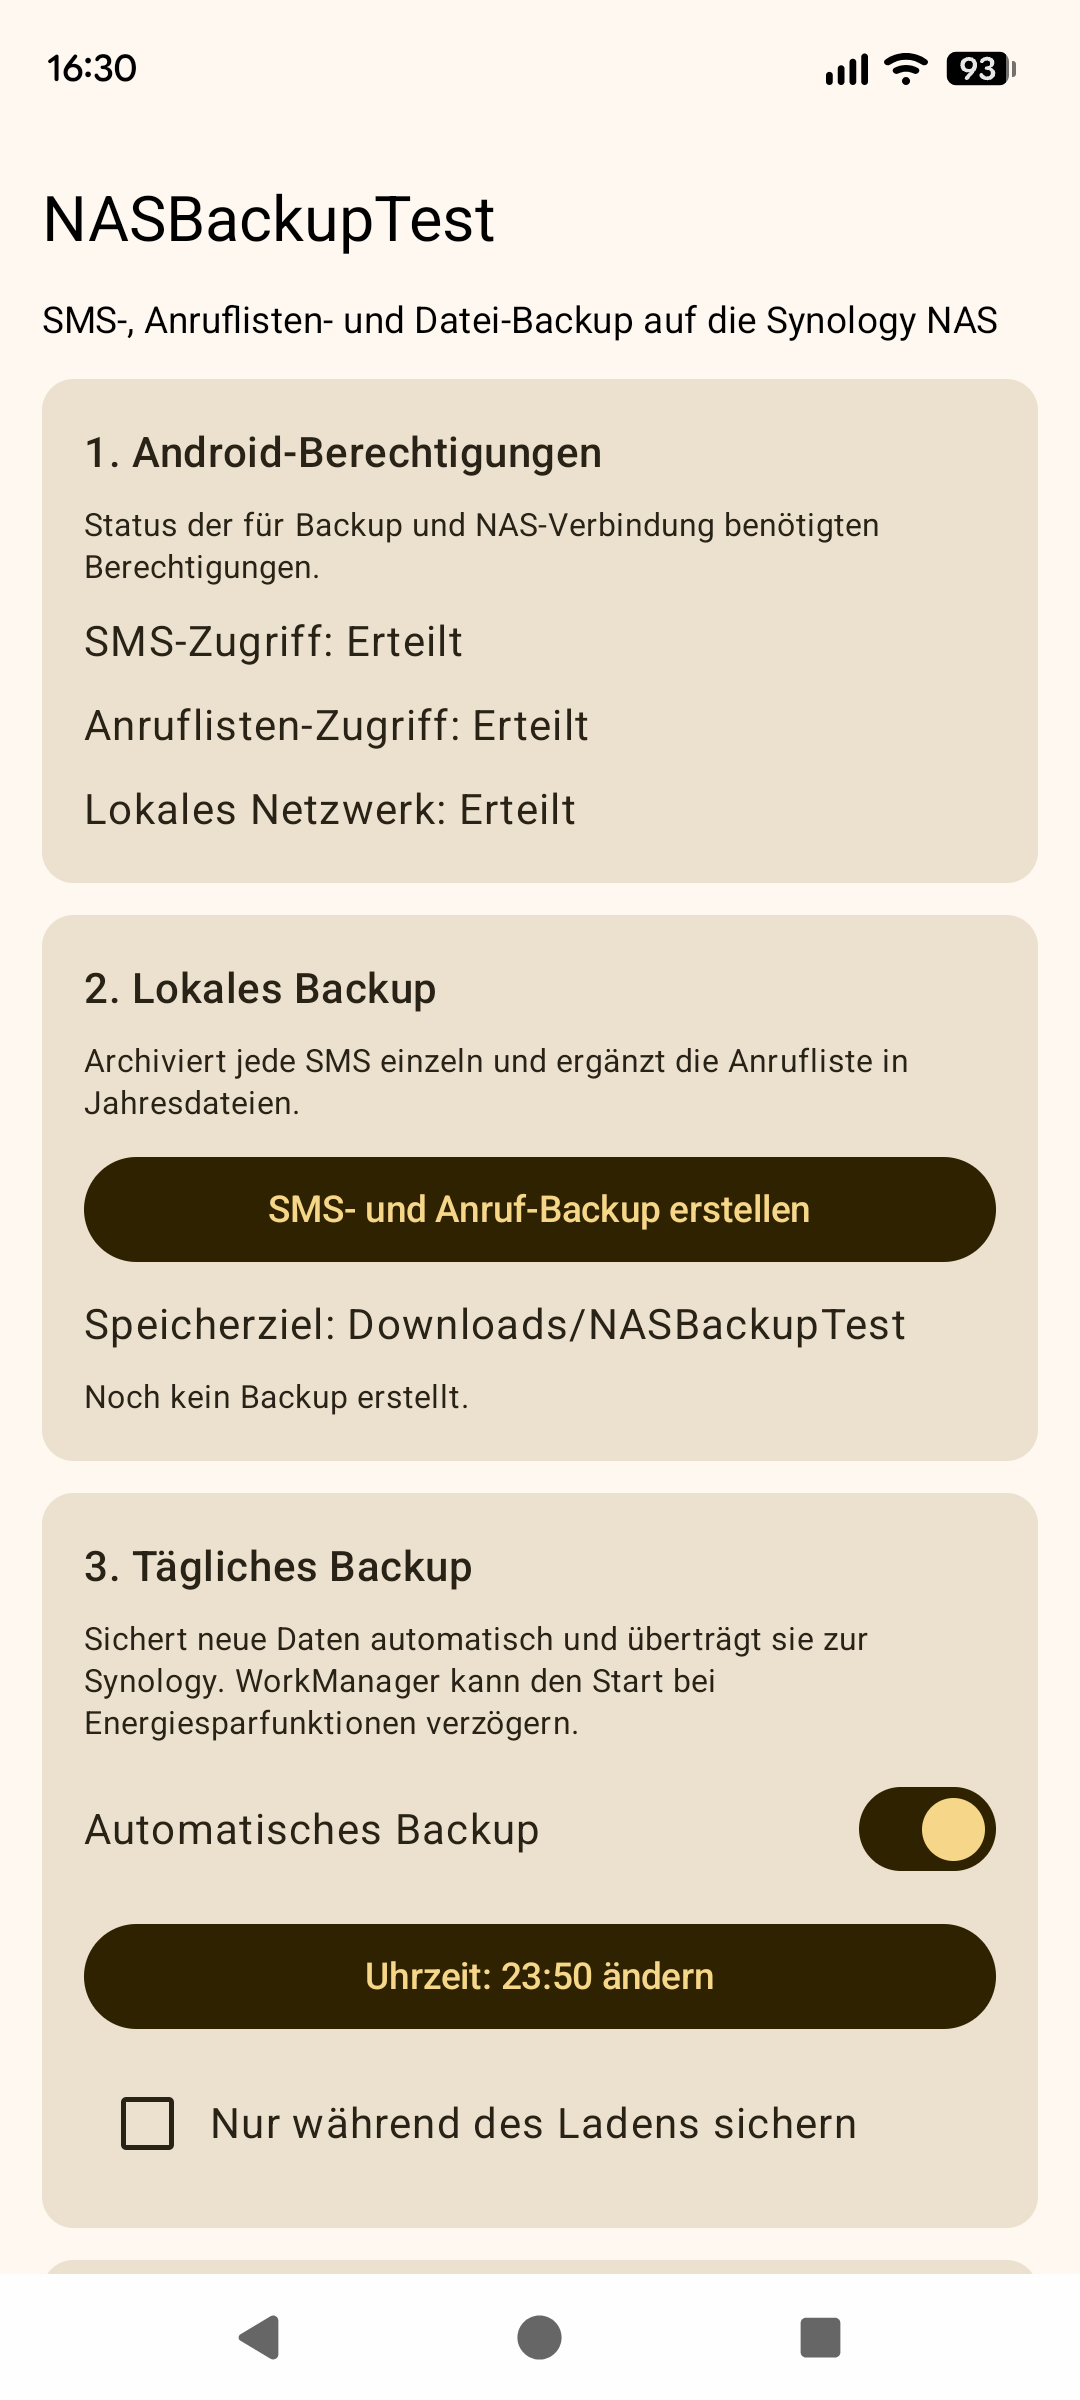 16:30
93
NASBackupTest
SMS-, Anruflisten- und Datei-Backup auf die Synology NAS
1. Android-Berechtigungen
Status der für Backup und NAS-Verbindung benötigten
Berechtigungen.
SMS-Zugriff: Erteilt
Anruflisten-Zugriff: Erteilt
Lokales Netzwerk: Erteilt
2. Lokales Backup
Archiviert jede SMS einzeln und ergänzt die Anrufliste in
Jahresdateien.
SMS- und Anruf-Backup erstellen
Speicherziel: Downloads/NASBackupTest
Noch kein Backup erstellt.
3. Tägliches Backup
Sichert neue Daten automatisch und überträgt sie zur
Synology. WorkManager kann den Start bei
Energiesparfunktionen verzögern.
Automatisches Backup
Uhrzeit: 23:50 ändern
Nur während des Ladens sichern